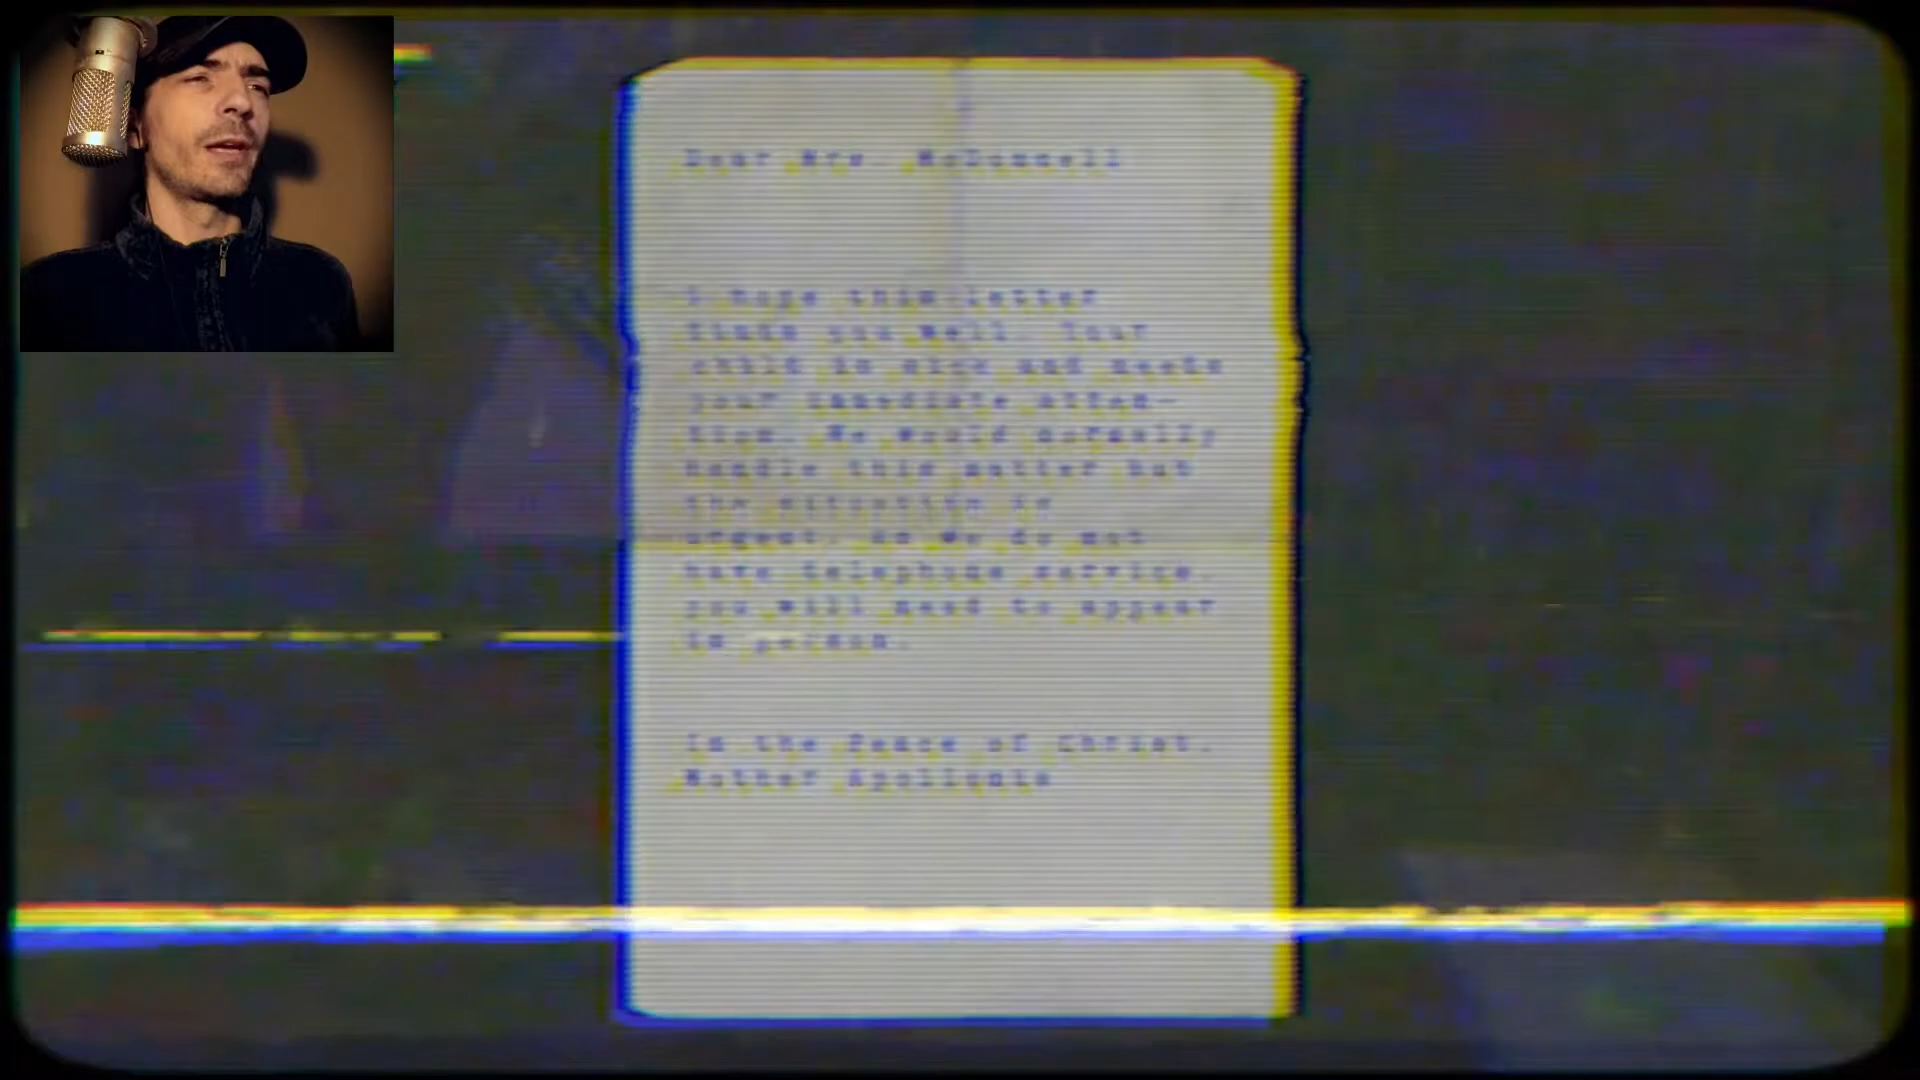 Dear Mrs. McDonnell
I hope this letter
finds you well. Your
child is sick and needs
your immediate atten-
tion. We would normally
handle this matter but
the situation is
urgent. As we do not
have telephone service,
you will need to appear
in person.
In the Peace of Christ,
Mother Apollonia